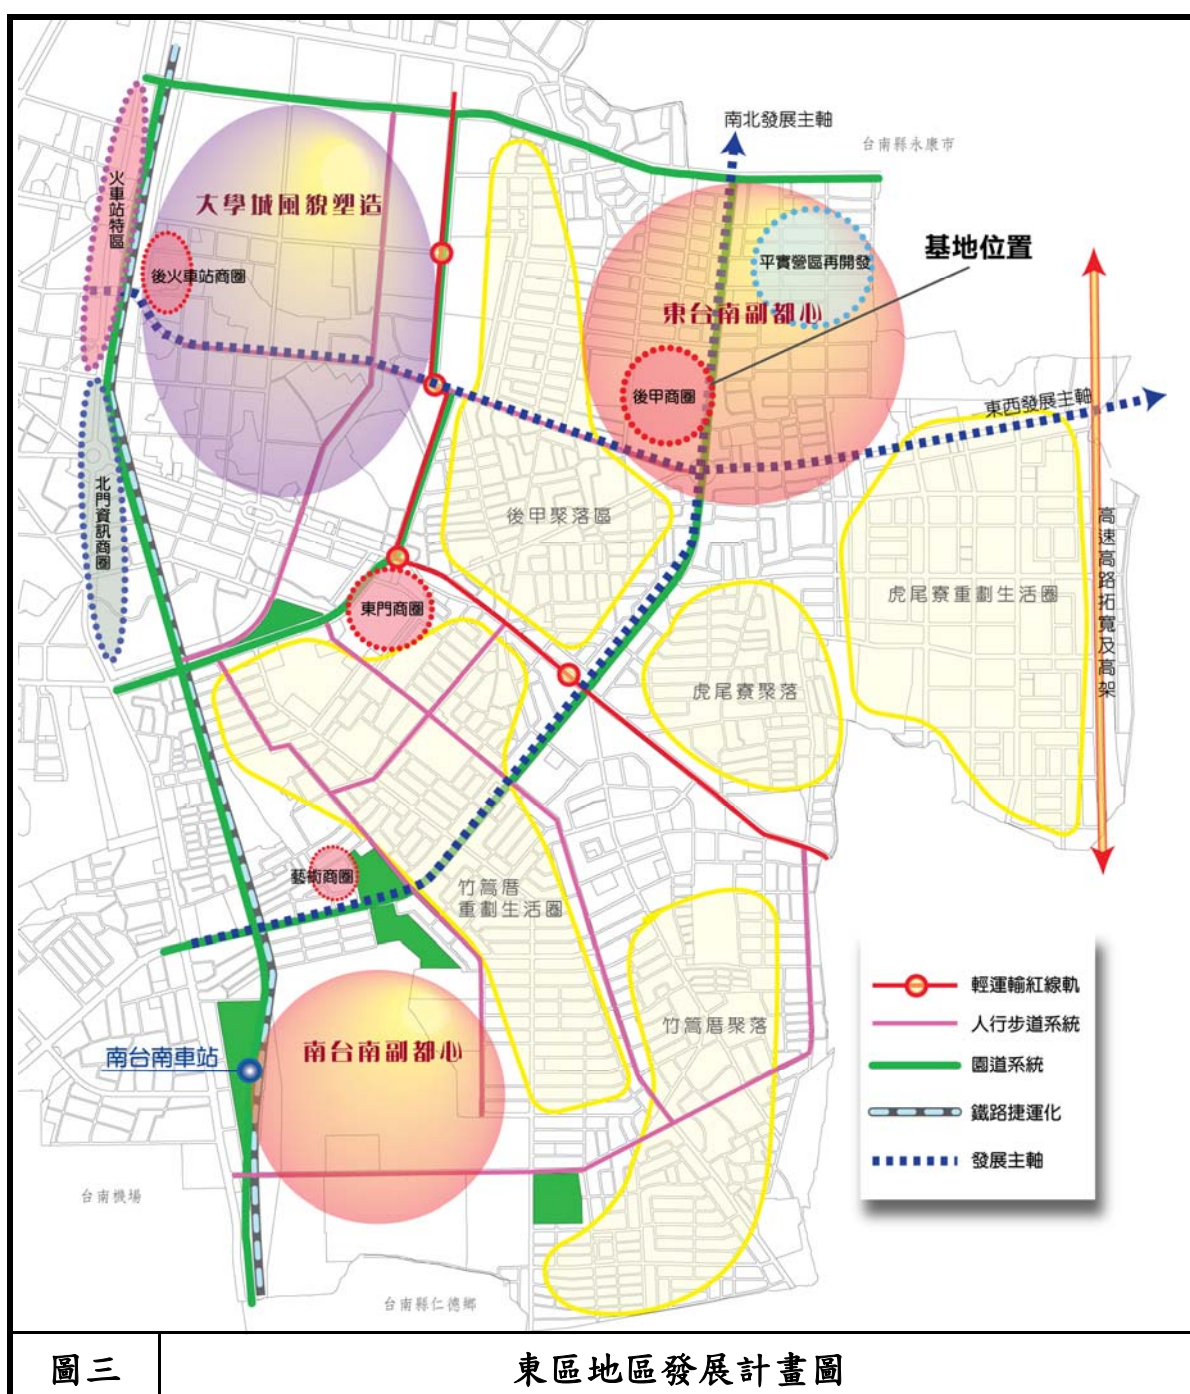 南北發展主軸
台南縣永康市
火車站特區
大學城風貌塑造
後火車站商圈
平實營區再開發
基地位置
東台南副都心
後甲商圈
東西發展主軸
北門資訊商圈
後甲聚落區
高速高路拓寬及高架
虎尾寮重劃生活圈
東門商圈
虎尾寮聚落
藝術商圈
竹篙厝
重劃生活圈
竹篙厝聚落
南台南副都心
南台南車站
台南機場
台南縣仁德鄉
輕運輸紅線軌
人行步道系統
園道系統
鐵路捷運化
發展主軸
圖三
東區地區發展計畫圖